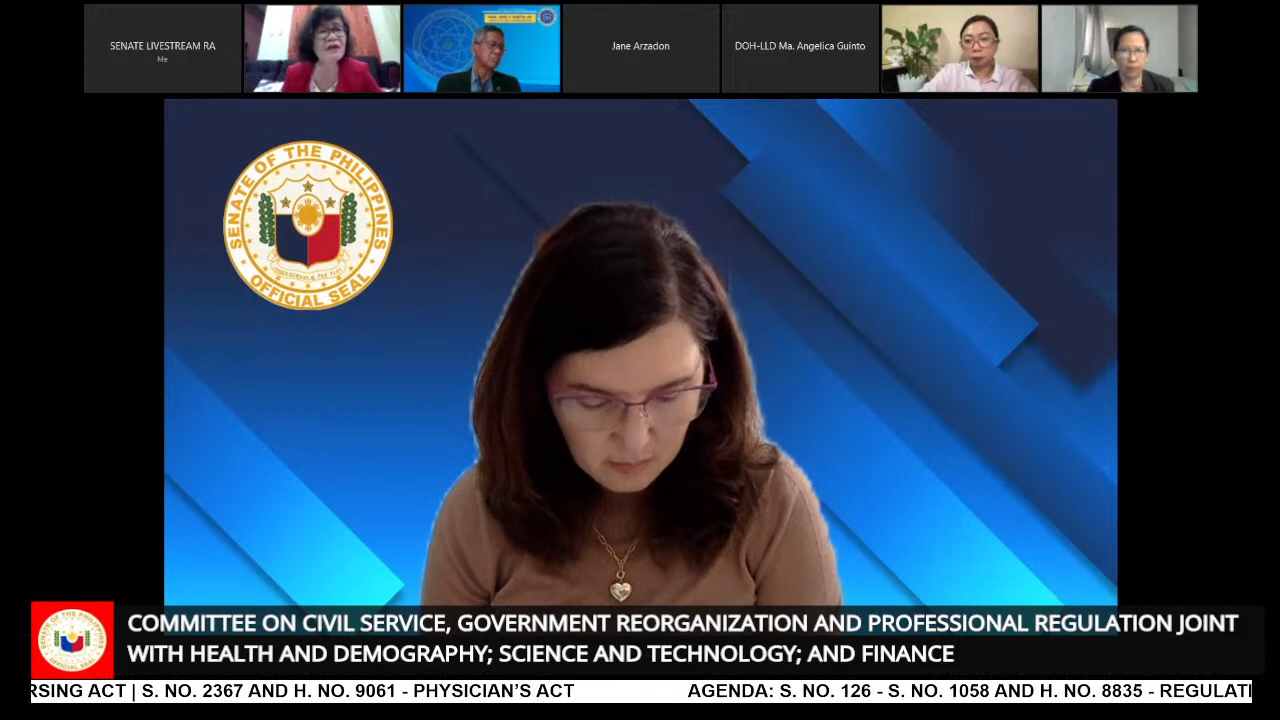 SENATE LIVESTREAM RA
Me
Jane Arzadon
DOH-LLD Ma. Angelica Guinto
SENATE OF THE PHILIPPINES
OFFICIAL SEAL
COMMITTEE ON CIVIL SERVICE, GOVERNMENT REORGANIZATION AND PROFESSIONAL REGULATION JOINT
WITH HEALTH AND DEMOGRAPHY; SCIENCE AND TECHNOLOGY; AND FINANCE
RSING ACT | S. NO. 2367 AND H. NO. 9061 - PHYSICIAN'S ACT AGENDA: S. NO. 126 - S. NO. 1058 AND H. NO. 8835 - REGULATI